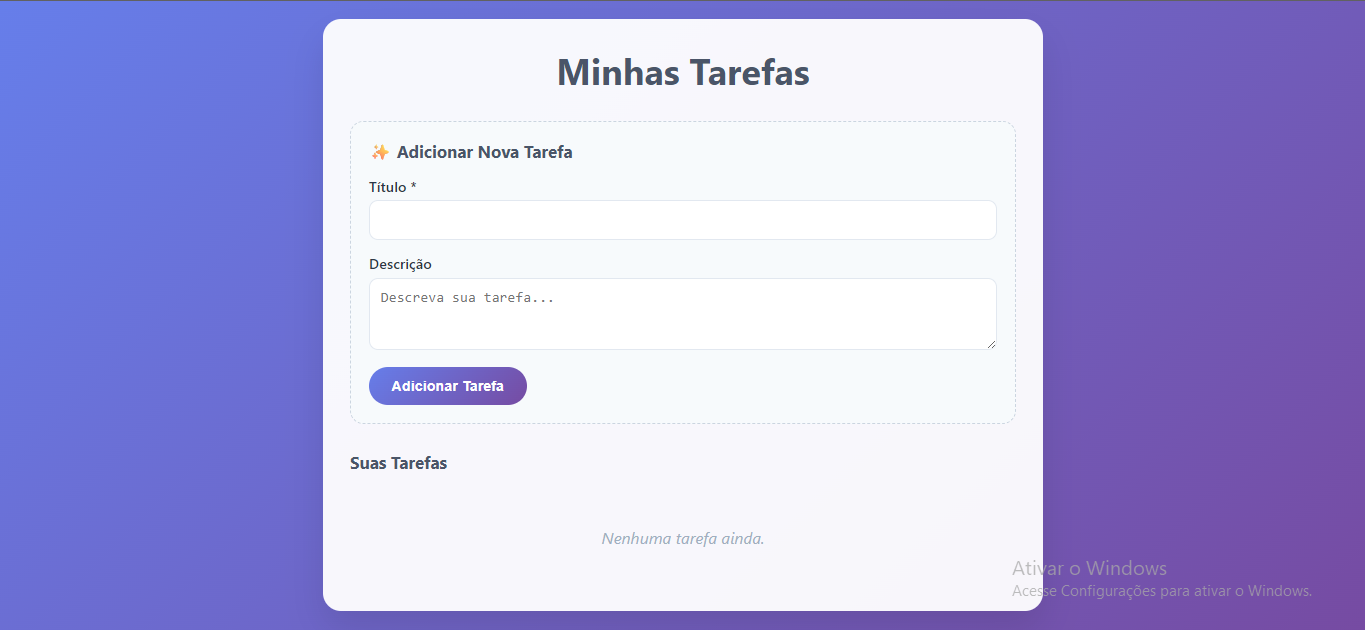 Minhas Tarefas
✨ Adicionar Nova Tarefa
Título *
Descrição
Descreva sua tarefa...
Adicionar Tarefa
Suas Tarefas
Nenhuma tarefa ainda.
Ativar o Windows
Acesse Configurações para ativar o Windows.